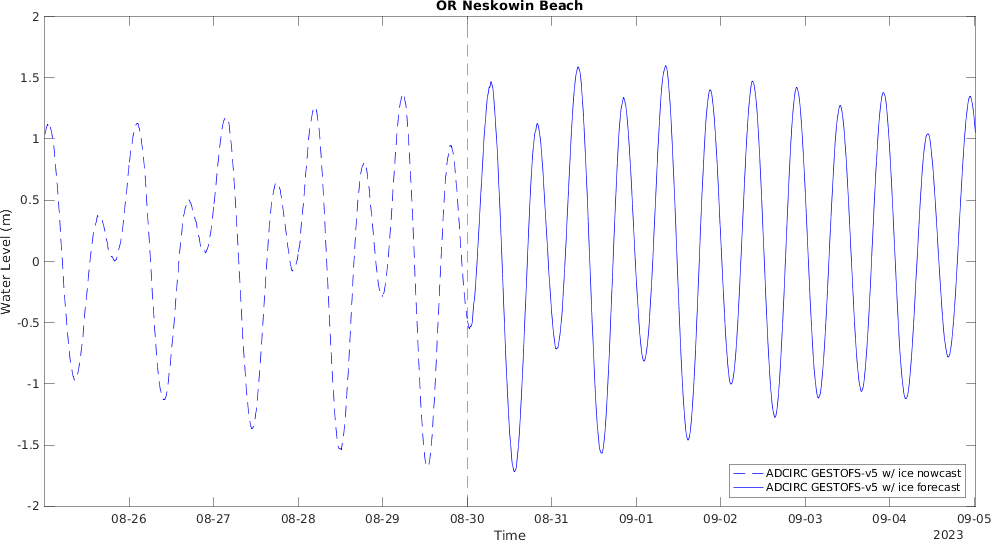 OR Neskowin Beach
Water Level (m)
2
1.5
1
0.5
0
-0.5
-1
-1.5
-2
ADCIRC GESTOFS-v5 w/ ice nowcast
ADCIRC GESTOFS-v5 w/ ice forecast
08-26 08-27 08-28 08-29 08-30 08-31 09-01 09-02 09-03 09-04 09-05
Time
2023